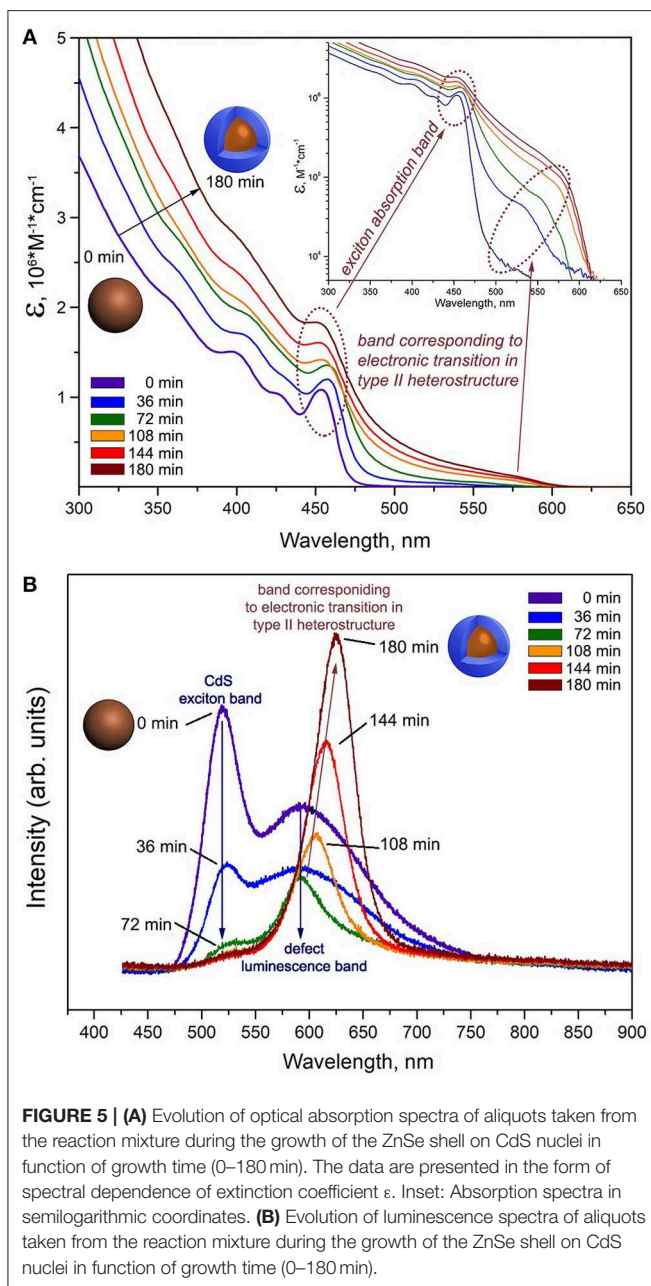 A
5
4
3
2
1
ε, 10⁶*M⁻¹*cm⁻¹
300 350 400 450 500 550 600 650
Wavelength, nm
180 min
0 min
0 min
36 min
72 min
108 min
144 min
180 min
exciton absorption band
band corresponding to
electronic transition in
type II heterostructure
ε, M⁻¹*cm⁻¹
10⁶
10⁵
10⁴
300 350 400 450 500 550 600 650
Wavelength, nm
B
band corresponiding
to electronic transition in
type II heterostructure
0 min
36 min
72 min
108 min
144 min
180 min
180 min
CdS
exciton band
0 min
144 min
108 min
36 min
72 min
defect
luminescence band
Intensity (arb. units)
400 450 500 550 600 650 700 750 800 850 900
Wavelength, nm
FIGURE 5 | (A) Evolution of optical absorption spectra of aliquots taken from
the reaction mixture during the growth of the ZnSe shell on CdS nuclei in
function of growth time (0–180 min). The data are presented in the form of
spectral dependence of extinction coefficient ε. Inset: Absorption spectra in
semilogarithmic coordinates. (B) Evolution of luminescence spectra of aliquots
taken from the reaction mixture during the growth of the ZnSe shell on CdS
nuclei in function of growth time (0–180 min).